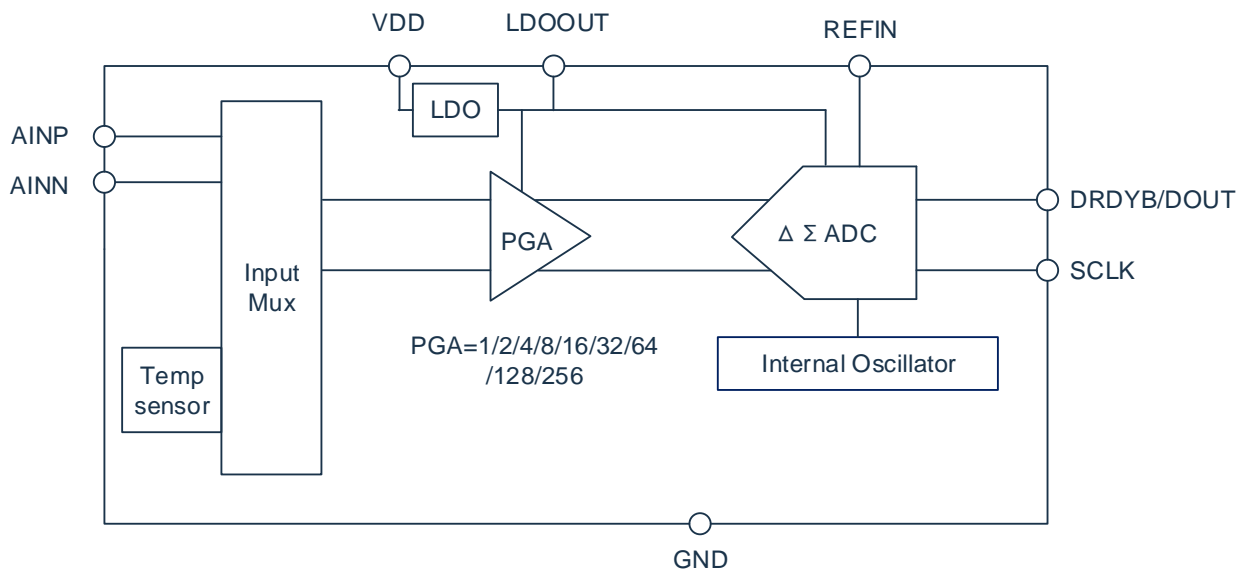 VDD
LDOOUT
REFIN
LDO
AINP
AINN
DRDYB/DOUT
PGA
Δ Σ ADC
SCLK
Input
Mux
PGA=1/2/4/8/16/32/64
/128/256
Internal Oscillator
Temp
sensor
GND